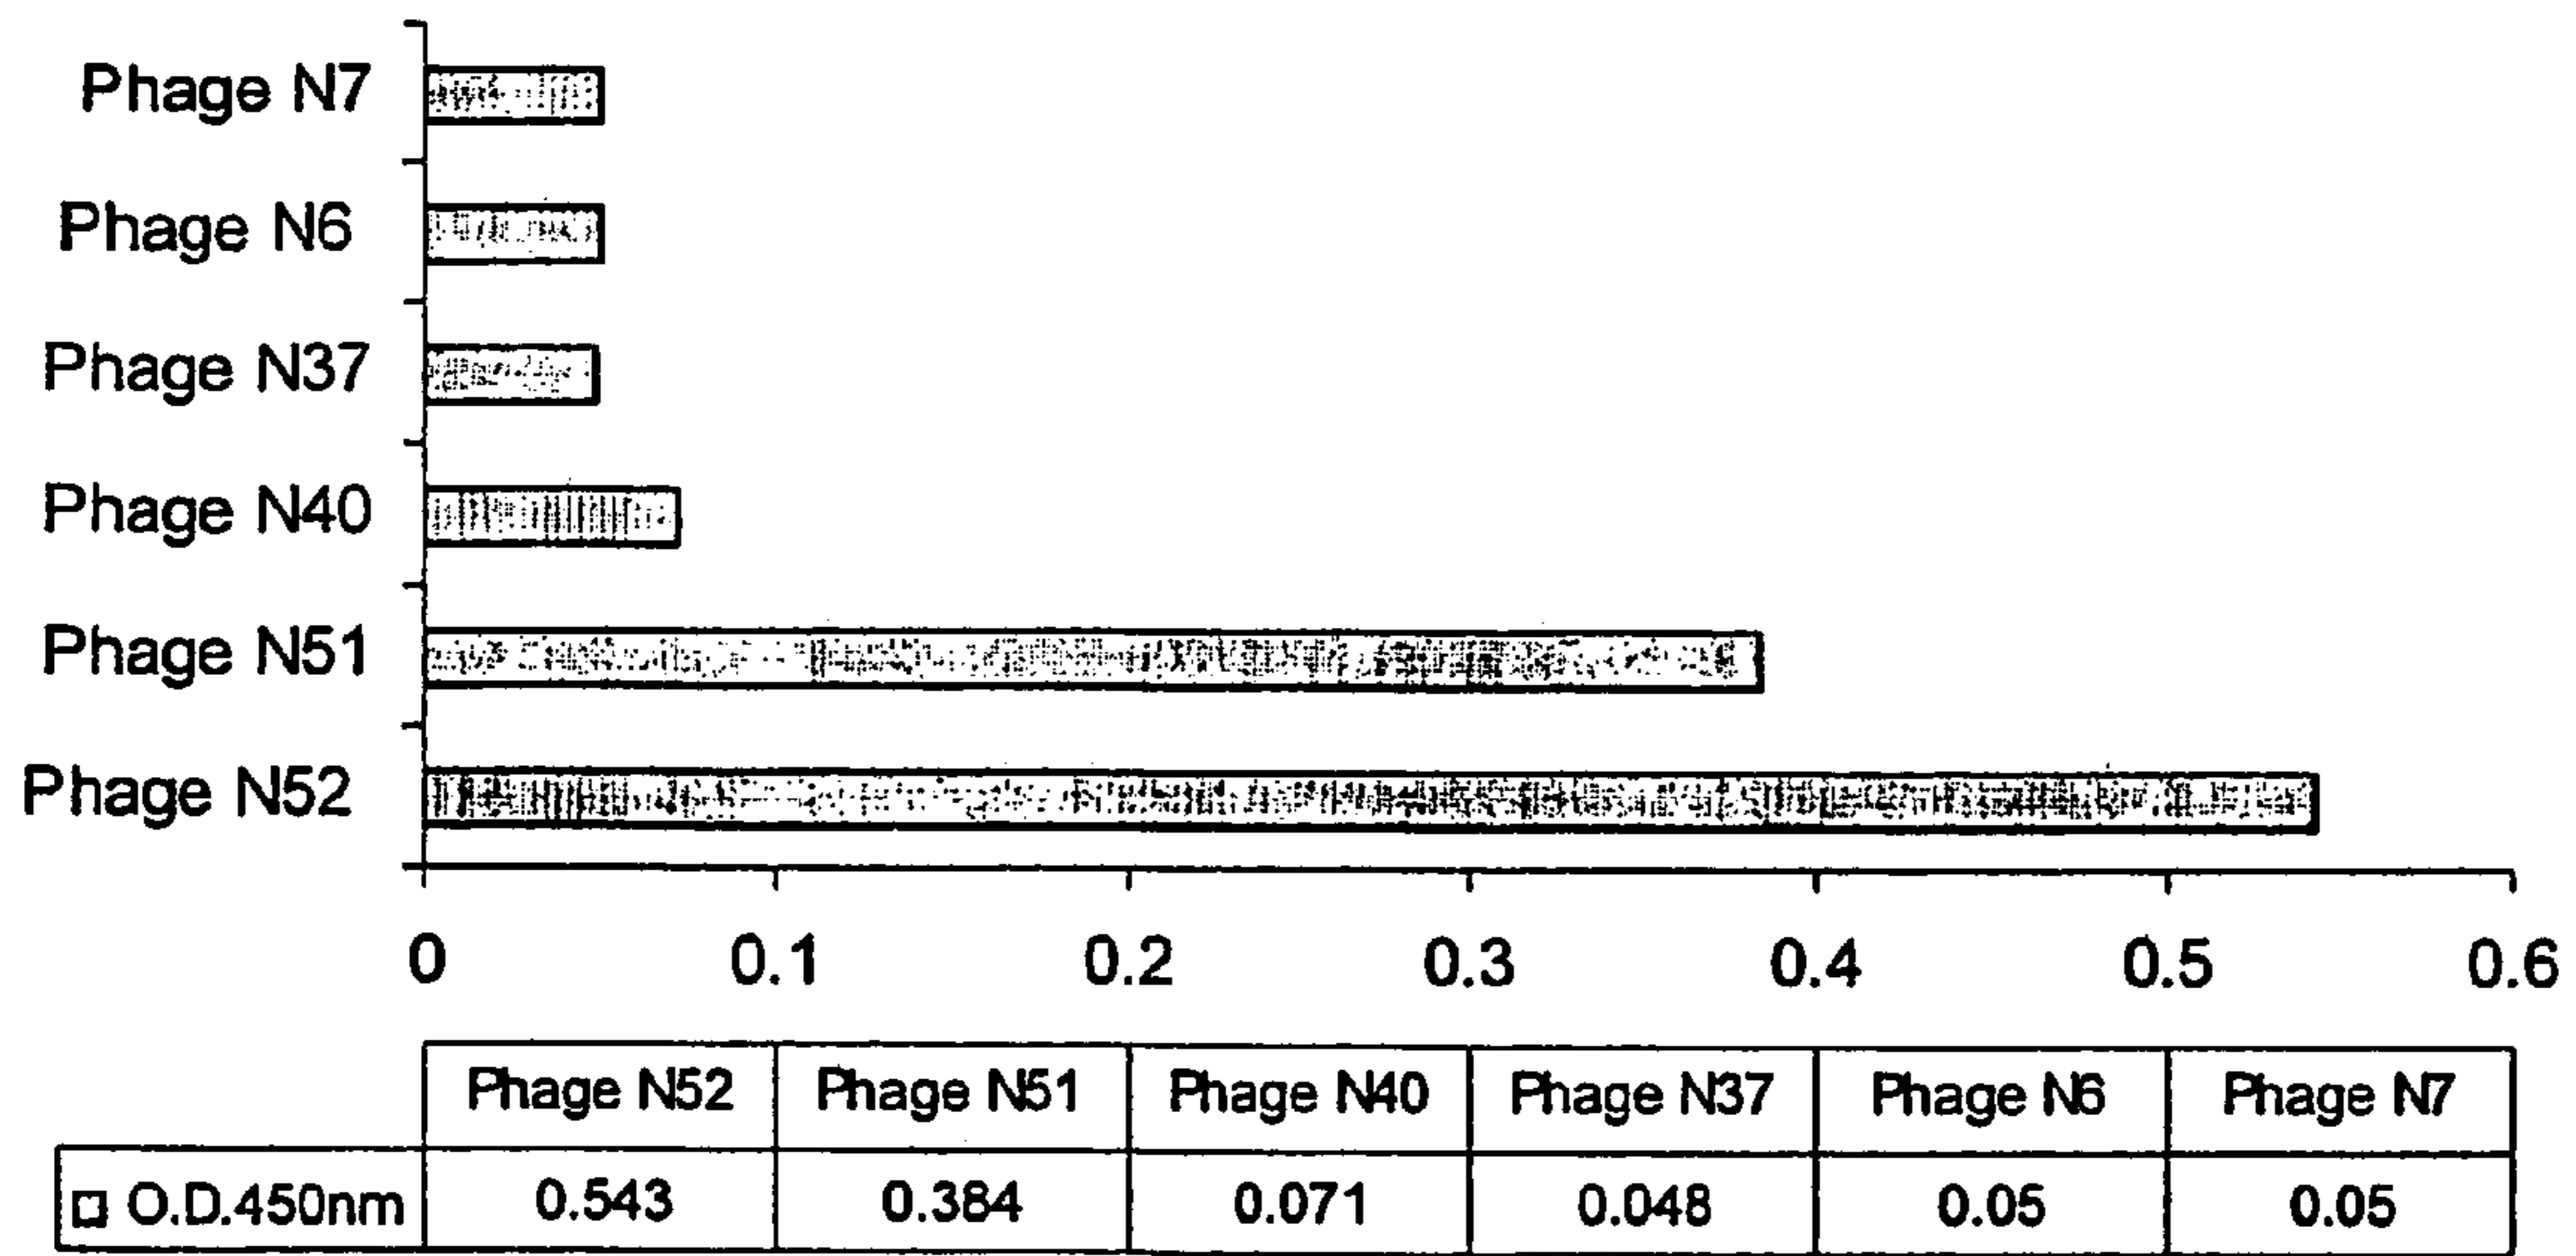 Phage N7
Phage N6
Phage N37
Phage N40
Phage N51
Phage N52
0 0.1 0.2 0.3 0.4 0.5 0.6
Phage N52 Phage N51 Phage N40 Phage N37 Phage N6 Phage N7
O.D.450nm 0.543 0.384 0.071 0.048 0.05 0.05